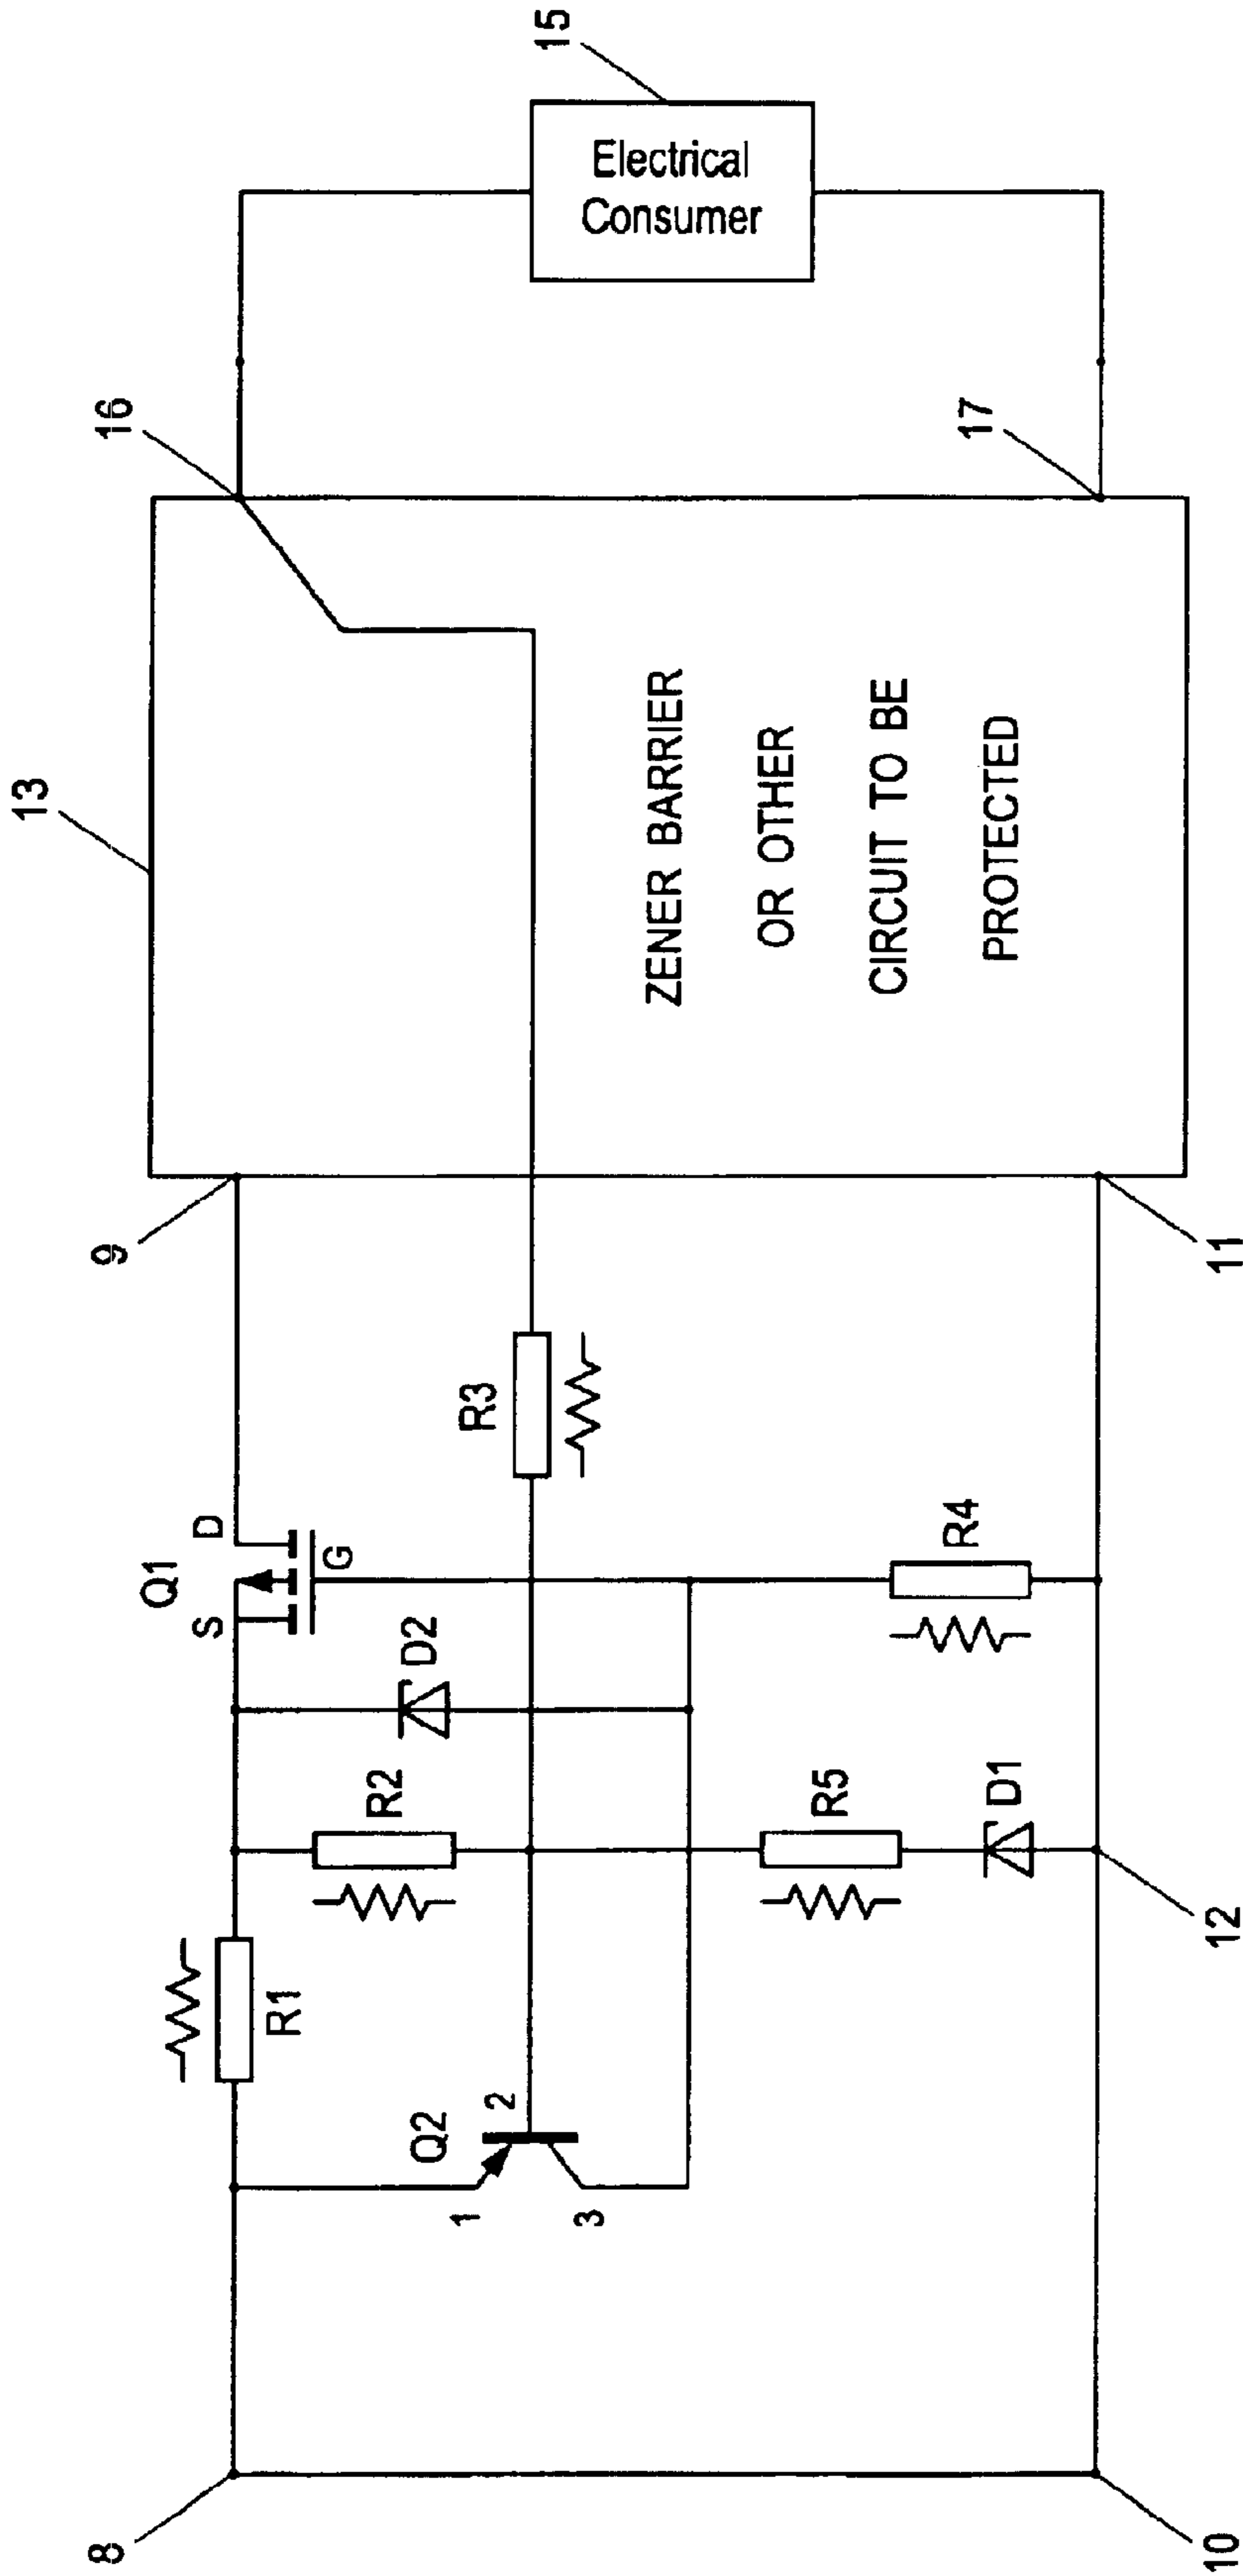 8
10
12
Q2
1
2
3
R1
R2
R5
D1
D2
Q1
S
D
G
R4
R3
9
11
13
ZENER BARRIER
OR OTHER
CIRCUIT TO BE
PROTECTED
16
17
15
Electrical
Consumer